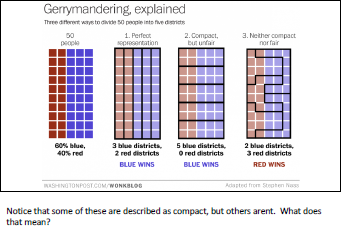 Gerrymandering, explained
Three different ways to divide 50 people into five districts
50
people
1. Perfect
representation
2. Compact,
but unfair
3. Neither compact
nor fair
60% blue,
40% red
3 blue districts,
2 red districts
5 blue districts,
0 red districts
2 blue districts,
3 red districts
BLUE WINS
BLUE WINS
RED WINS
WASHINGTONPOST.COM/WONKBLOG
Adapted from Stephen Nass
Notice that some of these are described as compact, but others arent. What does
that mean?